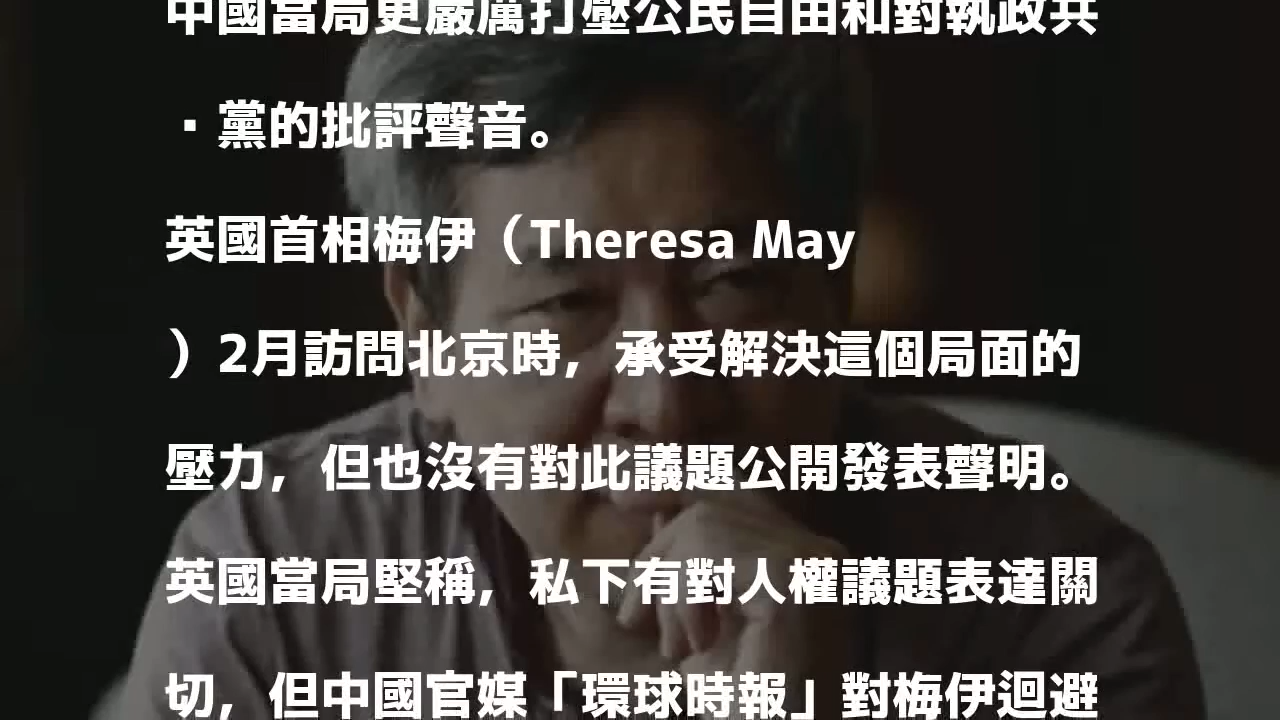 中國當局更嚴厲打壓公民自由和對執政共
·黨的批評聲音。
英國首相梅伊（Theresa May
）2月訪問北京時，承受解決這個局面的
壓力，但也沒有對此議題公開發表聲明。
英國當局堅稱，私下有對人權議題表達關
切，但中國官媒「環球時報」對梅伊迴避